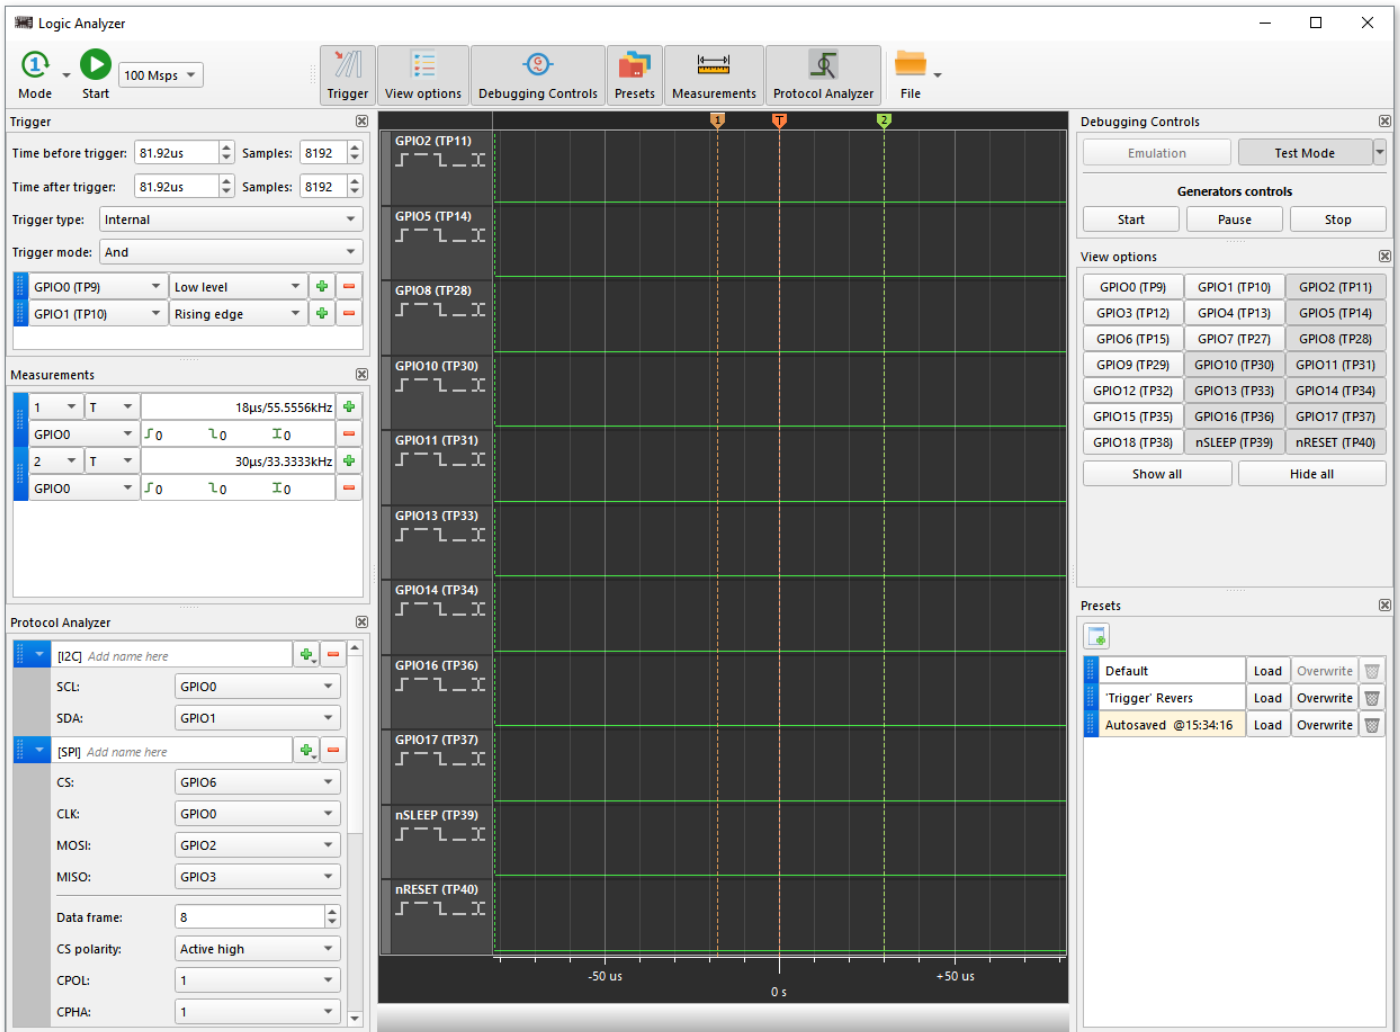 Logic Analyzer
Mode
Start
100 Msps
Trigger
View options
Debugging Controls
Presets
Measurements
Protocol Analyzer
File
Trigger
Time before trigger: 81.92us Samples: 8192
Time after trigger: 81.92us Samples: 8192
Trigger type: Internal
Trigger mode: And
GPIO0 (TP9) Low level
GPIO1 (TP10) Rising edge
Measurements
1 T 18µs/55.5556kHz
GPIO0 0 0 0
2 T 30µs/33.3333kHz
GPIO0 0 0 0
Protocol Analyzer
[I2C] Add name here
SCL: GPIO0
SDA: GPIO1
[SPI] Add name here
CS: GPIO6
CLK: GPIO0
MOSI: GPIO2
MISO: GPIO3
Data frame: 8
CS polarity: Active high
CPOL: 1
CPHA: 1
1 T 2
GPIO2 (TP11)
GPIO5 (TP14)
GPIO8 (TP28)
GPIO10 (TP30)
GPIO11 (TP31)
GPIO13 (TP33)
GPIO14 (TP34)
GPIO16 (TP36)
GPIO17 (TP37)
nSLEEP (TP39)
nRESET (TP40)
-50 us +50 us
0 s
Debugging Controls
Emulation Test Mode
Generators controls
Start Pause Stop
View options
GPIO0 (TP9) GPIO1 (TP10) GPIO2 (TP11)
GPIO3 (TP12) GPIO4 (TP13) GPIO5 (TP14)
GPIO6 (TP15) GPIO7 (TP27) GPIO8 (TP28)
GPIO9 (TP29) GPIO10 (TP30) GPIO11 (TP31)
GPIO12 (TP32) GPIO13 (TP33) GPIO14 (TP34)
GPIO15 (TP35) GPIO16 (TP36) GPIO17 (TP37)
GPIO18 (TP38) nSLEEP (TP39) nRESET (TP40)
Show all Hide all
Presets
Default Load Overwrite
'Trigger' Revers Load Overwrite
Autosaved @15:34:16 Load Overwrite